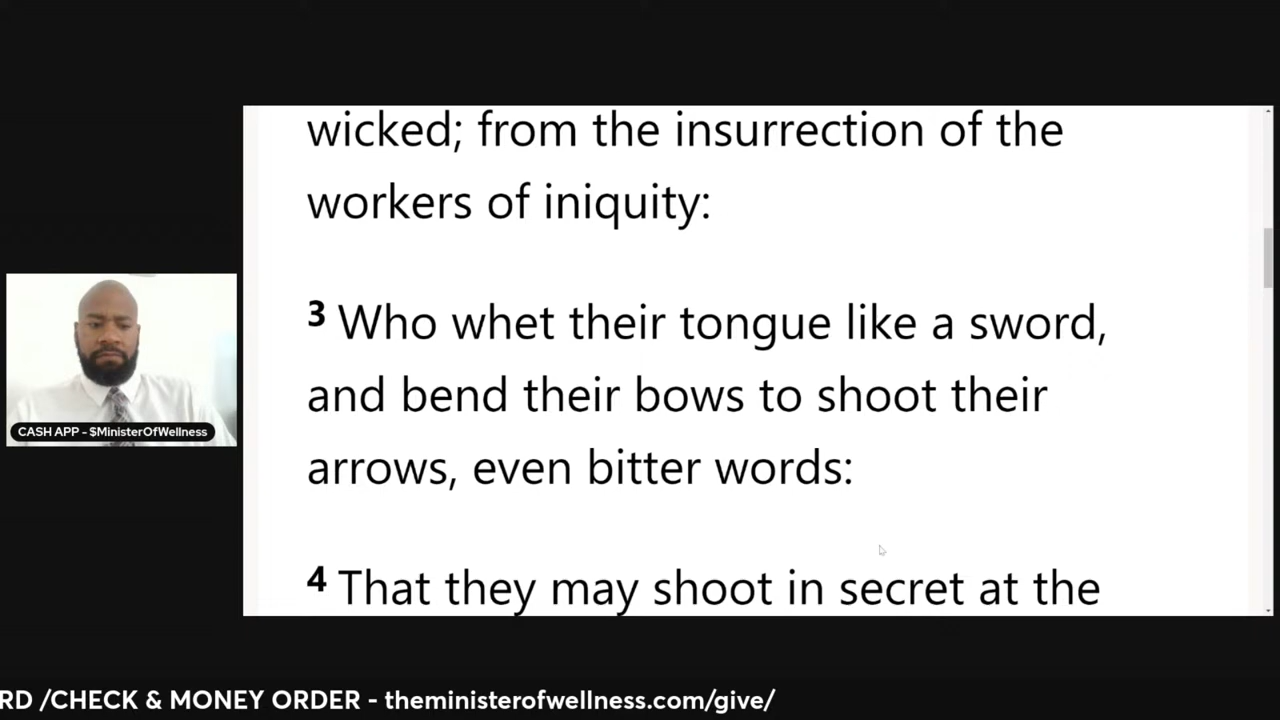 wicked; from the insurrection of the
workers of iniquity:
3 Who whet their tongue like a sword,
and bend their bows to shoot their
arrows, even bitter words:
4 That they may shoot in secret at the
CASH APP - $MinisterOfWellness
RD /CHECK & MONEY ORDER - theministerofwellness.com/give/